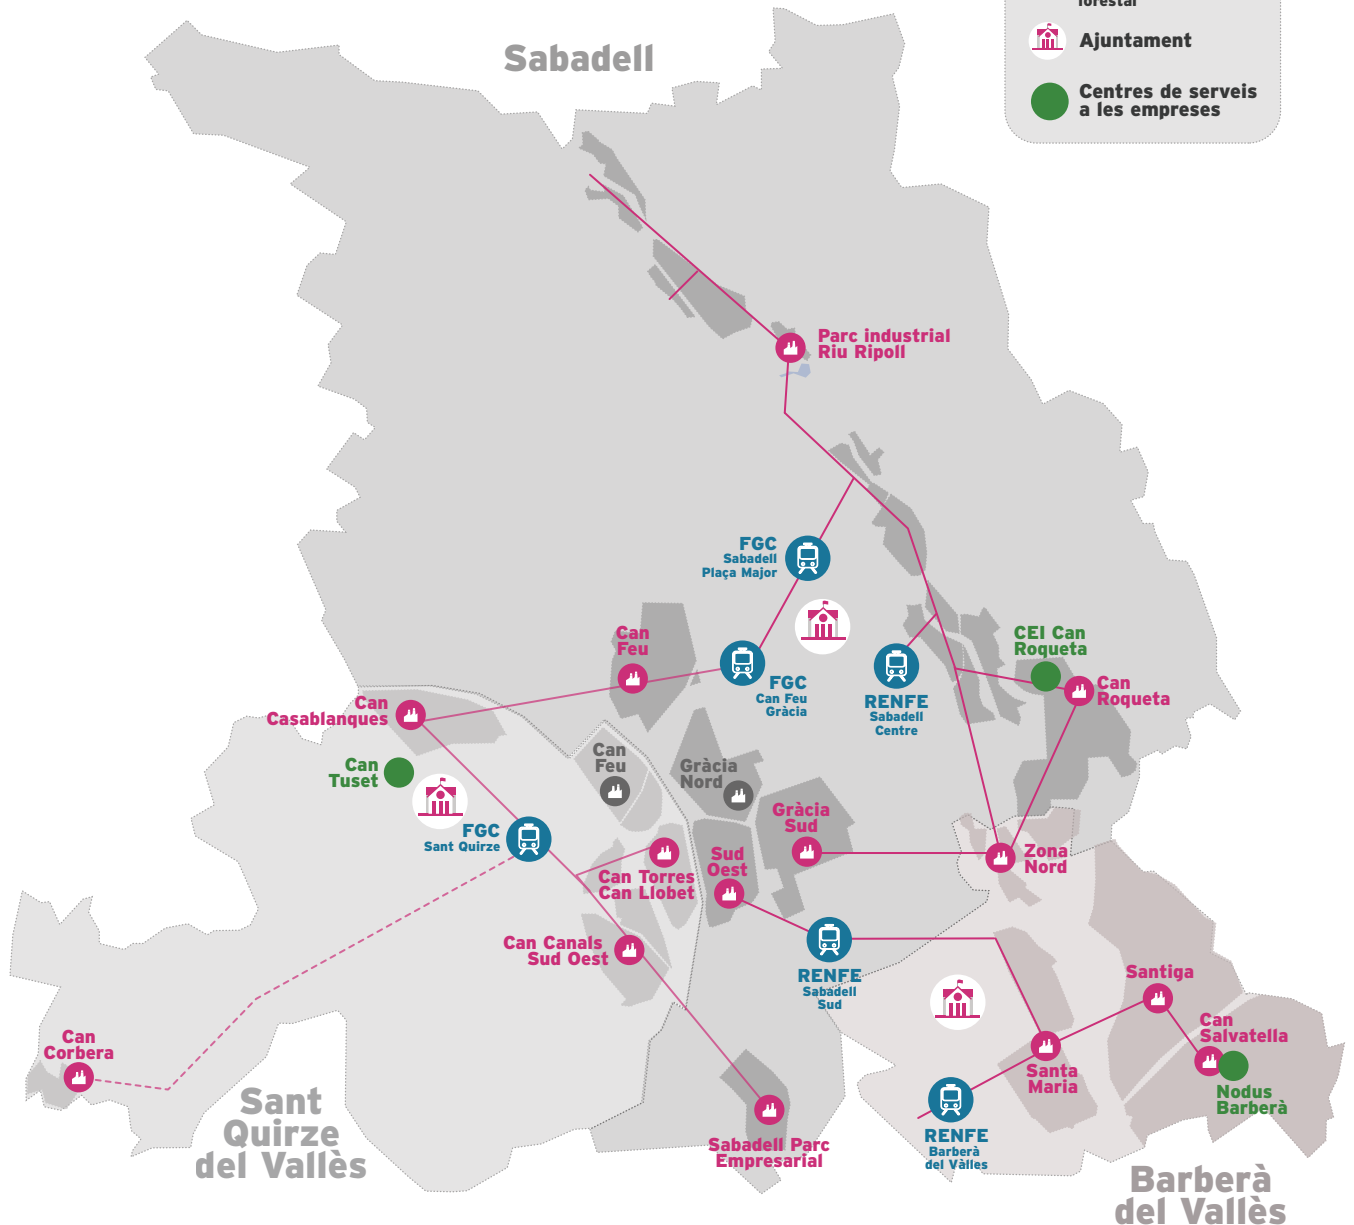 forestal
Ajuntament
Centres de serveis
a les empreses
Sabadell
Parc industrial
Riu Ripoll
FGC
Sabadell
Plaça Major
Can
Feu
FGC
Can Feu
Gràcia
RENFE
Sabadell
Centre
CEI Can
Roqueta
Can
Roqueta
Can
Casablanques
Can
Tuset
FGC
Sant Quirze
Can
Feu
Gràcia
Nord
Gràcia
Sud
Sud
Oest
Can Torres
Can Llobet
Zona
Nord
Can Canals
Sud Oest
RENFE
Sabadell
Sud
Santiga
Can
Salvatella
Can
Corbera
Santa
Maria
Nodus
Barberà
Sant
Quirze
del Vallès
Sabadell Parc
Empresarial
RENFE
Barberà
del Vàlles
Barberà
del Vallès